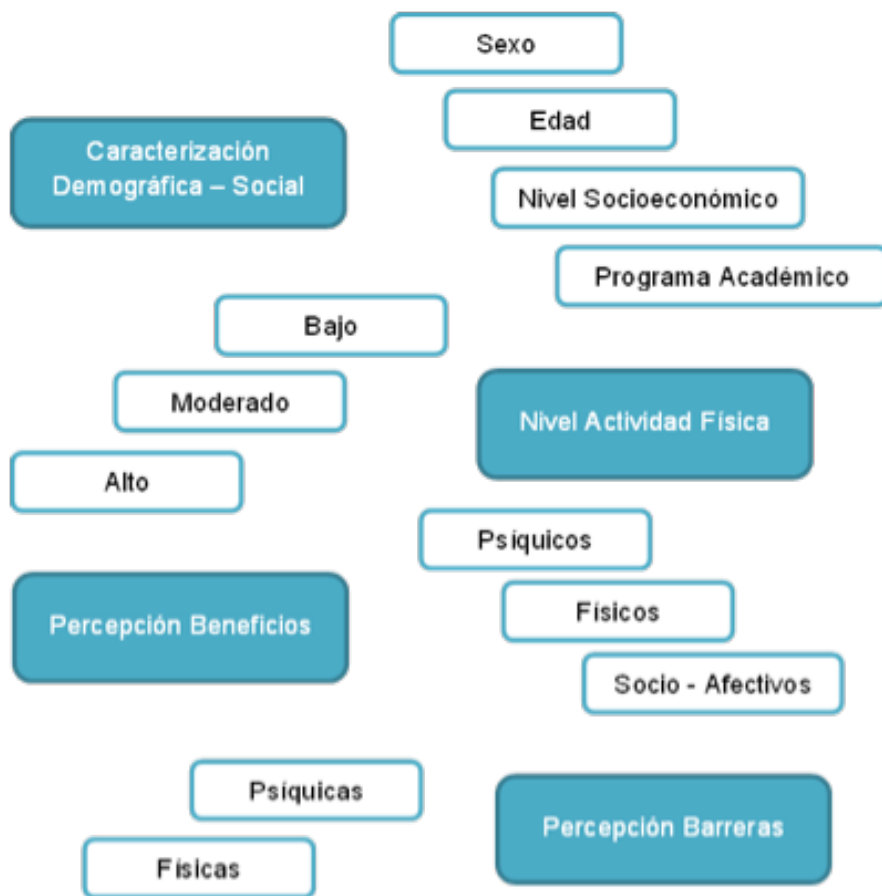 Sexo
Edad
Caracterización
Demográfica – Social
Nivel Socioeconómico
Programa Académico
Bajo
Moderado
Nivel Actividad Física
Alto
Psíquicos
Físicos
Percepción Beneficios
Socio - Afectivos
Psíquicas
Percepción Barreras
Físicas